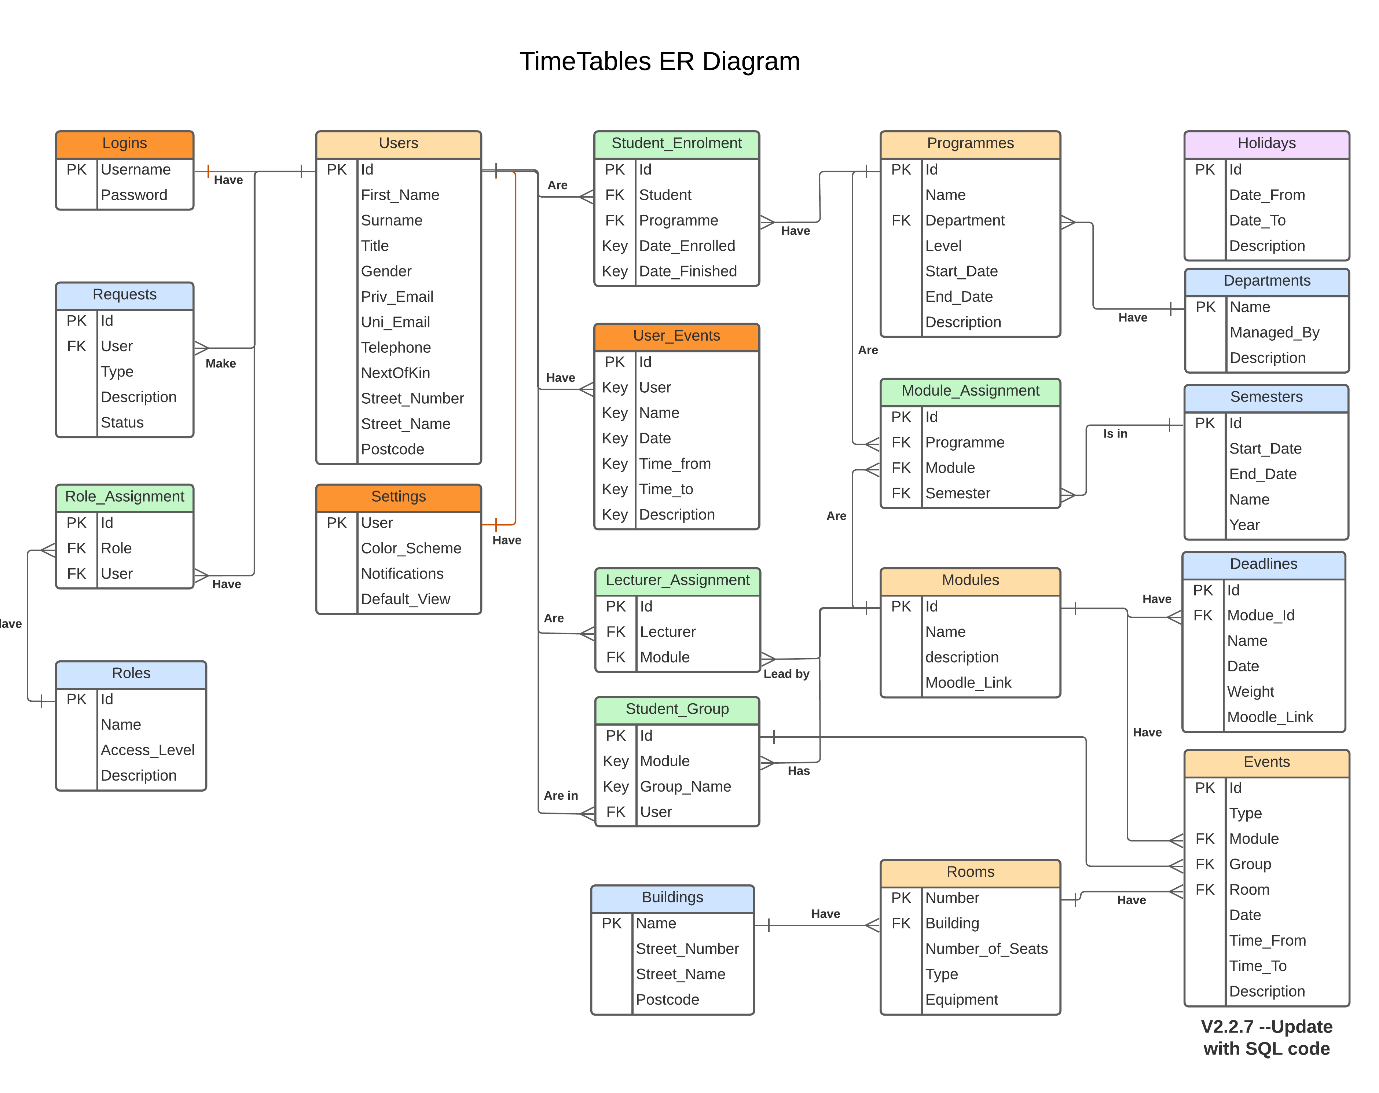 TimeTables ER Diagram
Logins
PK Username
Password
Have
Requests
PK Id
FK User
Type
Description
Status
Make
Role_Assignment
PK Id
FK Role
FK User
Have
lave
Roles
PK Id
Name
Access_Level
Description
Users
PK Id
First_Name
Surname
Title
Gender
Priv_Email
Uni_Email
Telephone
NextOfKin
Street_Number
Street_Name
Postcode
Settings
PK User
Color_Scheme
Notifications
Default_View
Have
Student_Enrolment
PK Id
FK Student
FK Programme
Key Date_Enrolled
Key Date_Finished
Are
Have
User_Events
PK Id
Key User
Key Name
Key Date
Key Time_from
Key Time_to
Key Description
Have
Lecturer_Assignment
PK Id
FK Lecturer
FK Module
Are
Lead by
Student_Group
PK Id
Key Module
Key Group_Name
FK User
Are in
Has
Buildings
PK Name
Street_Number
Street_Name
Postcode
Have
Programmes
PK Id
Name
FK Department
Level
Start_Date
End_Date
Description
Have
Are
Module_Assignment
PK Id
FK Programme
FK Module
FK Semester
Is in
Are
Modules
PK Id
Name
description
Moodle_Link
Have
Have
Rooms
PK Number
FK Building
Number_of_Seats
Type
Equipment
Have
Holidays
PK Id
Date_From
Date_To
Description
Departments
PK Name
Managed_By
Description
Semesters
PK Id
Start_Date
End_Date
Name
Year
Deadlines
PK Id
FK Modue_Id
Name
Date
Weight
Moodle_Link
Events
PK Id
Type
FK Module
FK Group
FK Room
Date
Time_From
Time_To
Description
V2.2.7 --Update
with SQL code